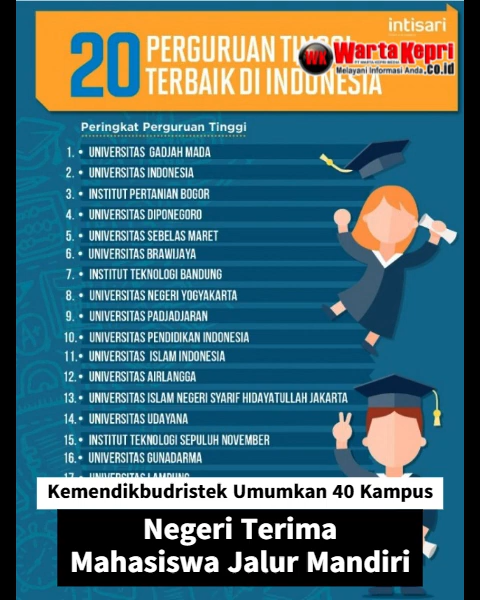 intisari
20 PERGURUAN TINGGI
TERBAIK DI INDONESIA
WK WartaKepri
Melayani Informasi Anda .co.id
Peringkat Perguruan Tinggi
1. • UNIVERSITAS GADJAH MADA
2. • UNIVERSITAS INDONESIA
3. • INSTITUT PERTANIAN BOGOR
4. • UNIVERSITAS DIPONEGORO
5. • UNIVERSITAS SEBELAS MARET
6. • UNIVERSITAS BRAWIJAYA
7. • INSTITUT TEKNOLOGI BANDUNG
8. • UNIVERSITAS NEGERI YOGYAKARTA
9. • UNIVERSITAS PADJADJARAN
10. • UNIVERSITAS PENDIDIKAN INDONESIA
11. • UNIVERSITAS ISLAM INDONESIA
12. • UNIVERSITAS AIRLANGGA
13. • UNIVERSITAS ISLAM NEGERI SYARIF HIDAYATULLAH JAKARTA
14. • UNIVERSITAS UDAYANA
15. • INSTITUT TEKNOLOGI SEPULUH NOVEMBER
16. • UNIVERSITAS GUNADARMA
17. • UNIVERSITAS LAMPUNG
Kemendikbudristek Umumkan 40 Kampus
Negeri Terima
Mahasiswa Jalur Mandiri